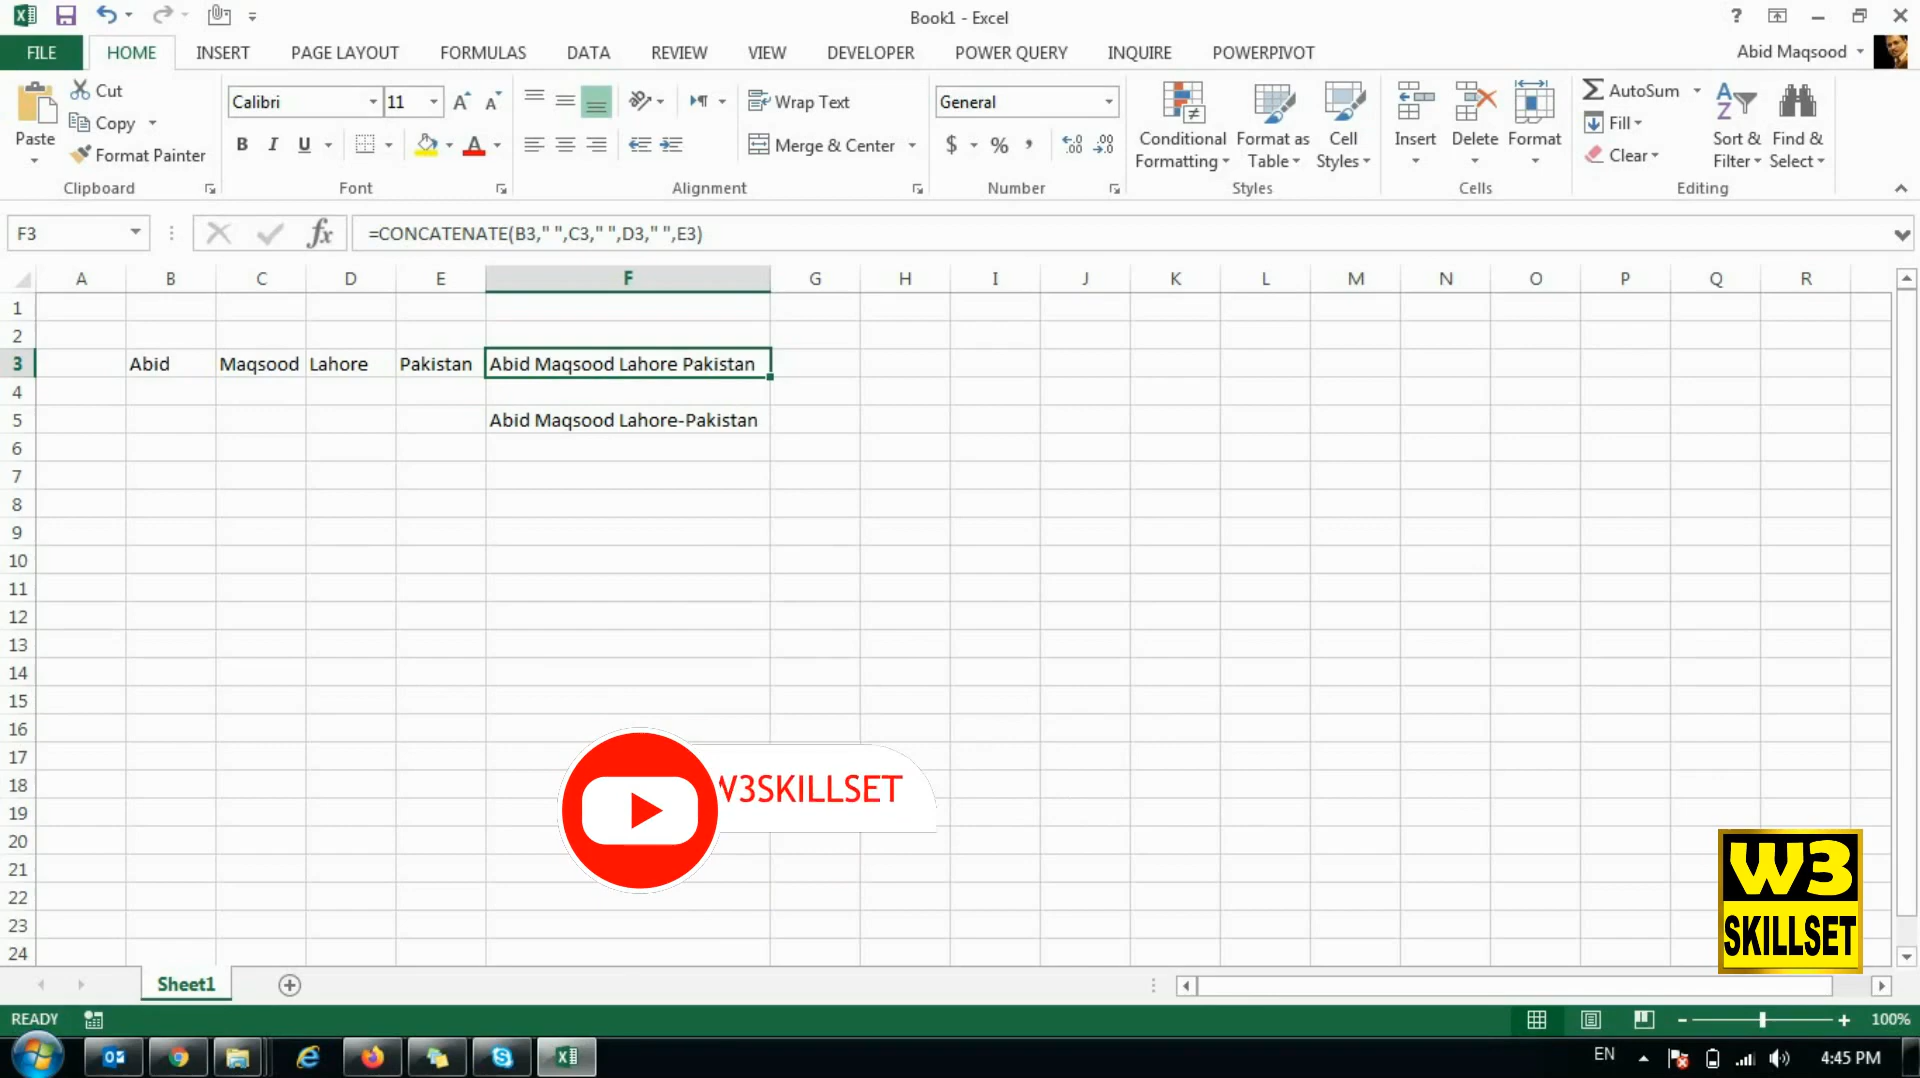 Book1 - Excel
?
FILE HOME INSERT PAGE LAYOUT FORMULAS DATA REVIEW VIEW DEVELOPER POWER QUERY INQUIRE POWERPIVOT Abid Maqsood
Paste
Cut
Copy
Format Painter
Clipboard
Calibri 11
B I U
Font
Wrap Text
Merge & Center
Alignment
General
$ % ,
Number
Conditional Formatting
Format as Table
Cell Styles
Styles
Insert Delete Format
Cells
AutoSum
Fill
Clear
Sort & Filter
Find & Select
Editing
F3 fx =CONCATENATE(B3," ",C3," ",D3," ",E3)
A B C D E F G H I J K L M N O P Q R
1
2
3 Abid Maqsood Lahore Pakistan Abid Maqsood Lahore Pakistan
4
5 Abid Maqsood Lahore-Pakistan
6
7
8
9
10
11
12
13
14
15
16
17
18
19
20
21
22
23
24
W3SKILLSET
W3
SKILLSET
Sheet1
READY 100%
EN 4:45 PM